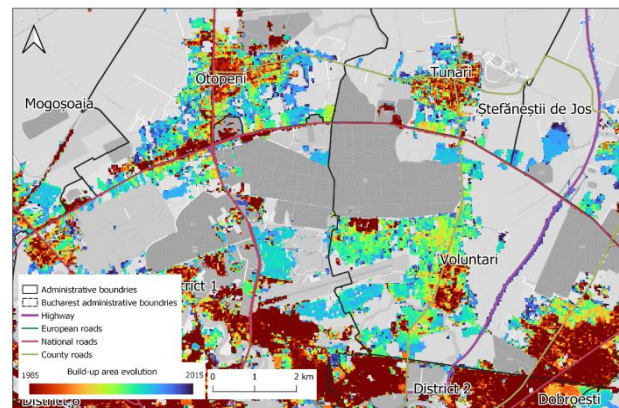 Otopeni
Tunari
Mogoșoaia
Ștefăneștii de Jos
Voluntari
trict 1
Administrative boundries
Bucharest administrative boundries
Highway
European roads
National roads
County roads
Build-up area evolution
1985
2015
0 1 2 km
District 6
District 2
Dobroești